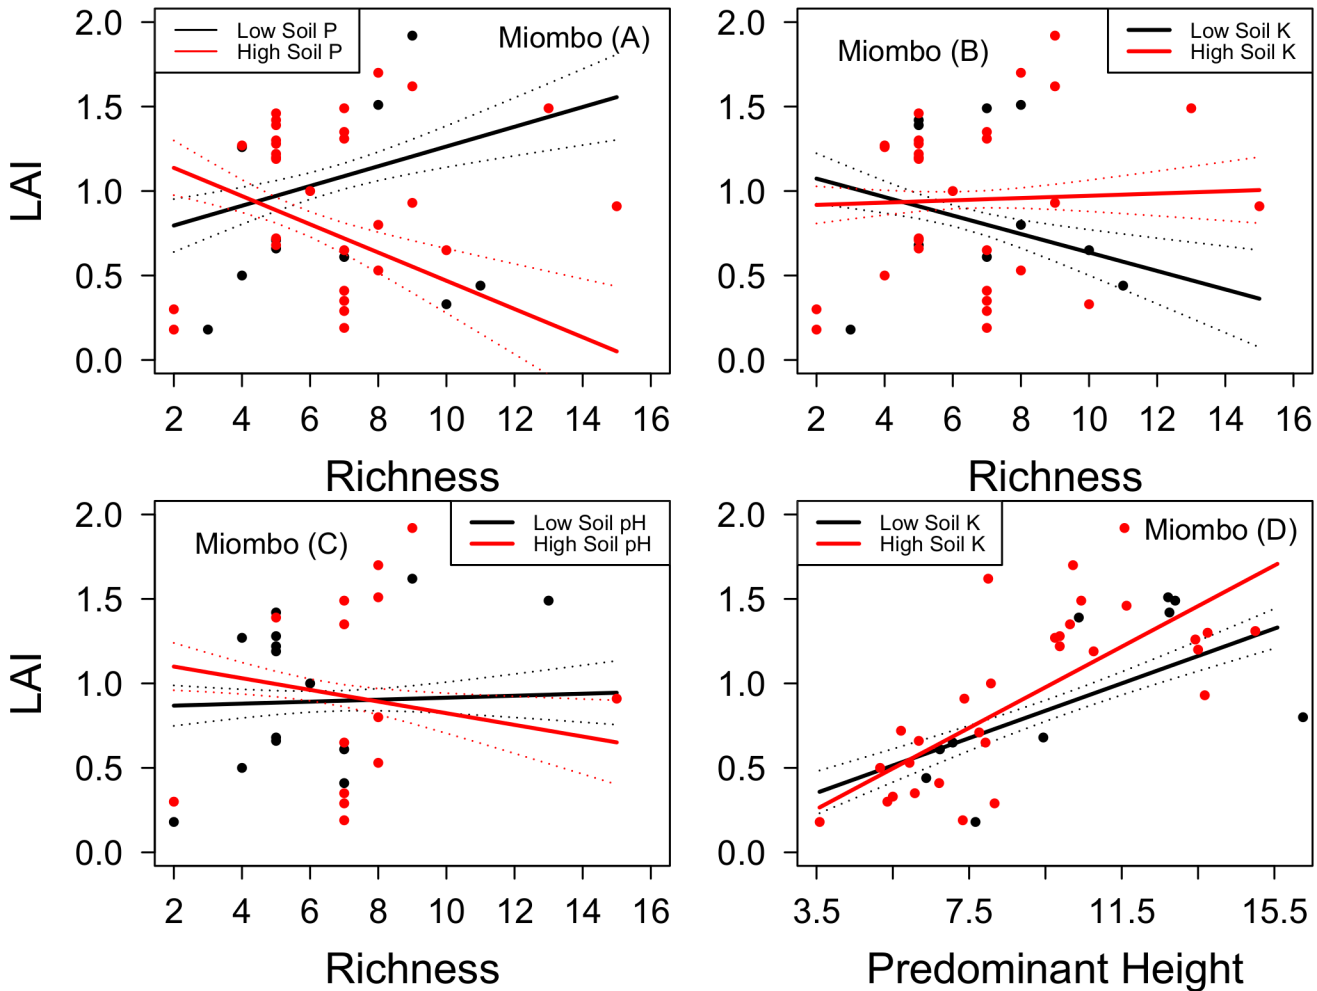 Low Soil P
High Soil P
Miombo (A)
LAI
2.0
1.5
1.0
0.5
0.0
2 4 6 8 10 12 14 16
Richness
Low Soil K
High Soil K
Miombo (B)
2.0
1.5
1.0
0.5
0.0
2 4 6 8 10 12 14 16
Richness
Low Soil pH
High Soil pH
Miombo (C)
LAI
2.0
1.5
1.0
0.5
0.0
2 4 6 8 10 12 14 16
Richness
Low Soil K
High Soil K
Miombo (D)
2.0
1.5
1.0
0.5
0.0
3.5 7.5 11.5 15.5
Predominant Height